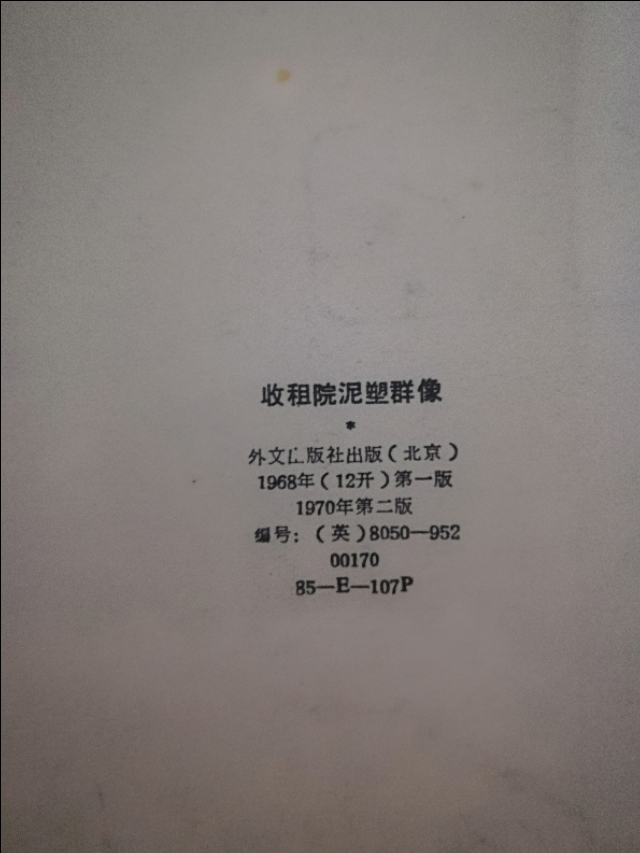 收租院泥塑群像
*
外文出版社出版(北京)
1968年(12开)第一版
1970年第二版
编号:(英)8050—952
00170
85—E—107P